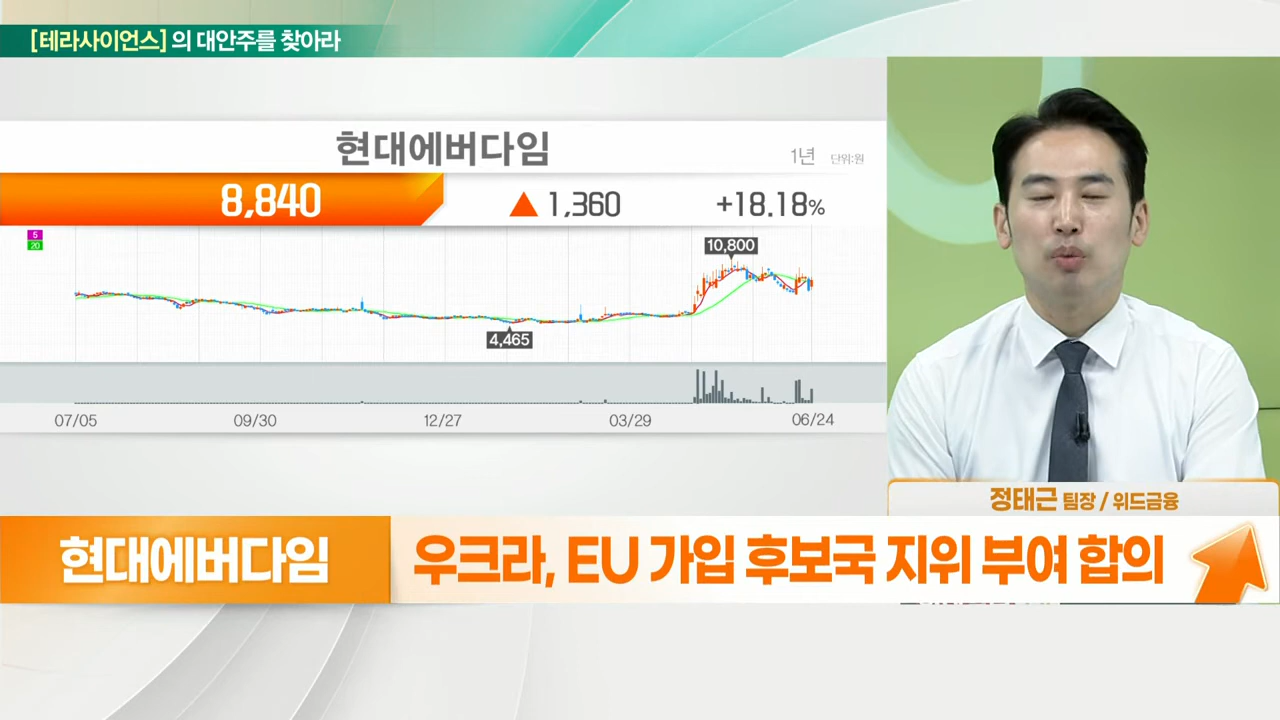 [테라사이언스] 의 대안주를 찾아라
현대에버다임
1년 단위:원
8,840 ▲ 1,360 +18.18%
5
20
10,800
4,465
07/05 09/30 12/27 03/29 06/24
정태근 팀장 / 위드금융
현대에버다임 우크라, EU 가입 후보국 지위 부여 합의